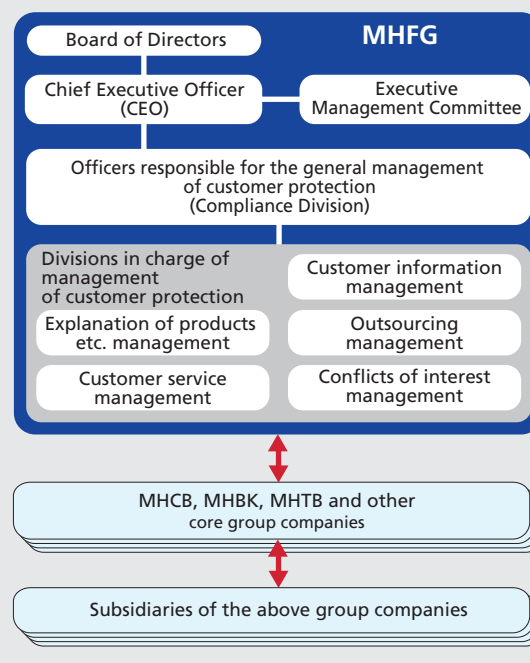 MHFG
Board of Directors
Chief Executive Officer
(CEO)
Executive
Management Committee
Officers responsible for the general management
of customer protection
(Compliance Division)
Divisions in charge of
management
of customer protection
Customer information
management
Explanation of products
etc. management
Outsourcing
management
Customer service
management
Conflicts of interest
management
MHCB, MHBK, MHTB and other
core group companies
Subsidiaries of the above group companies